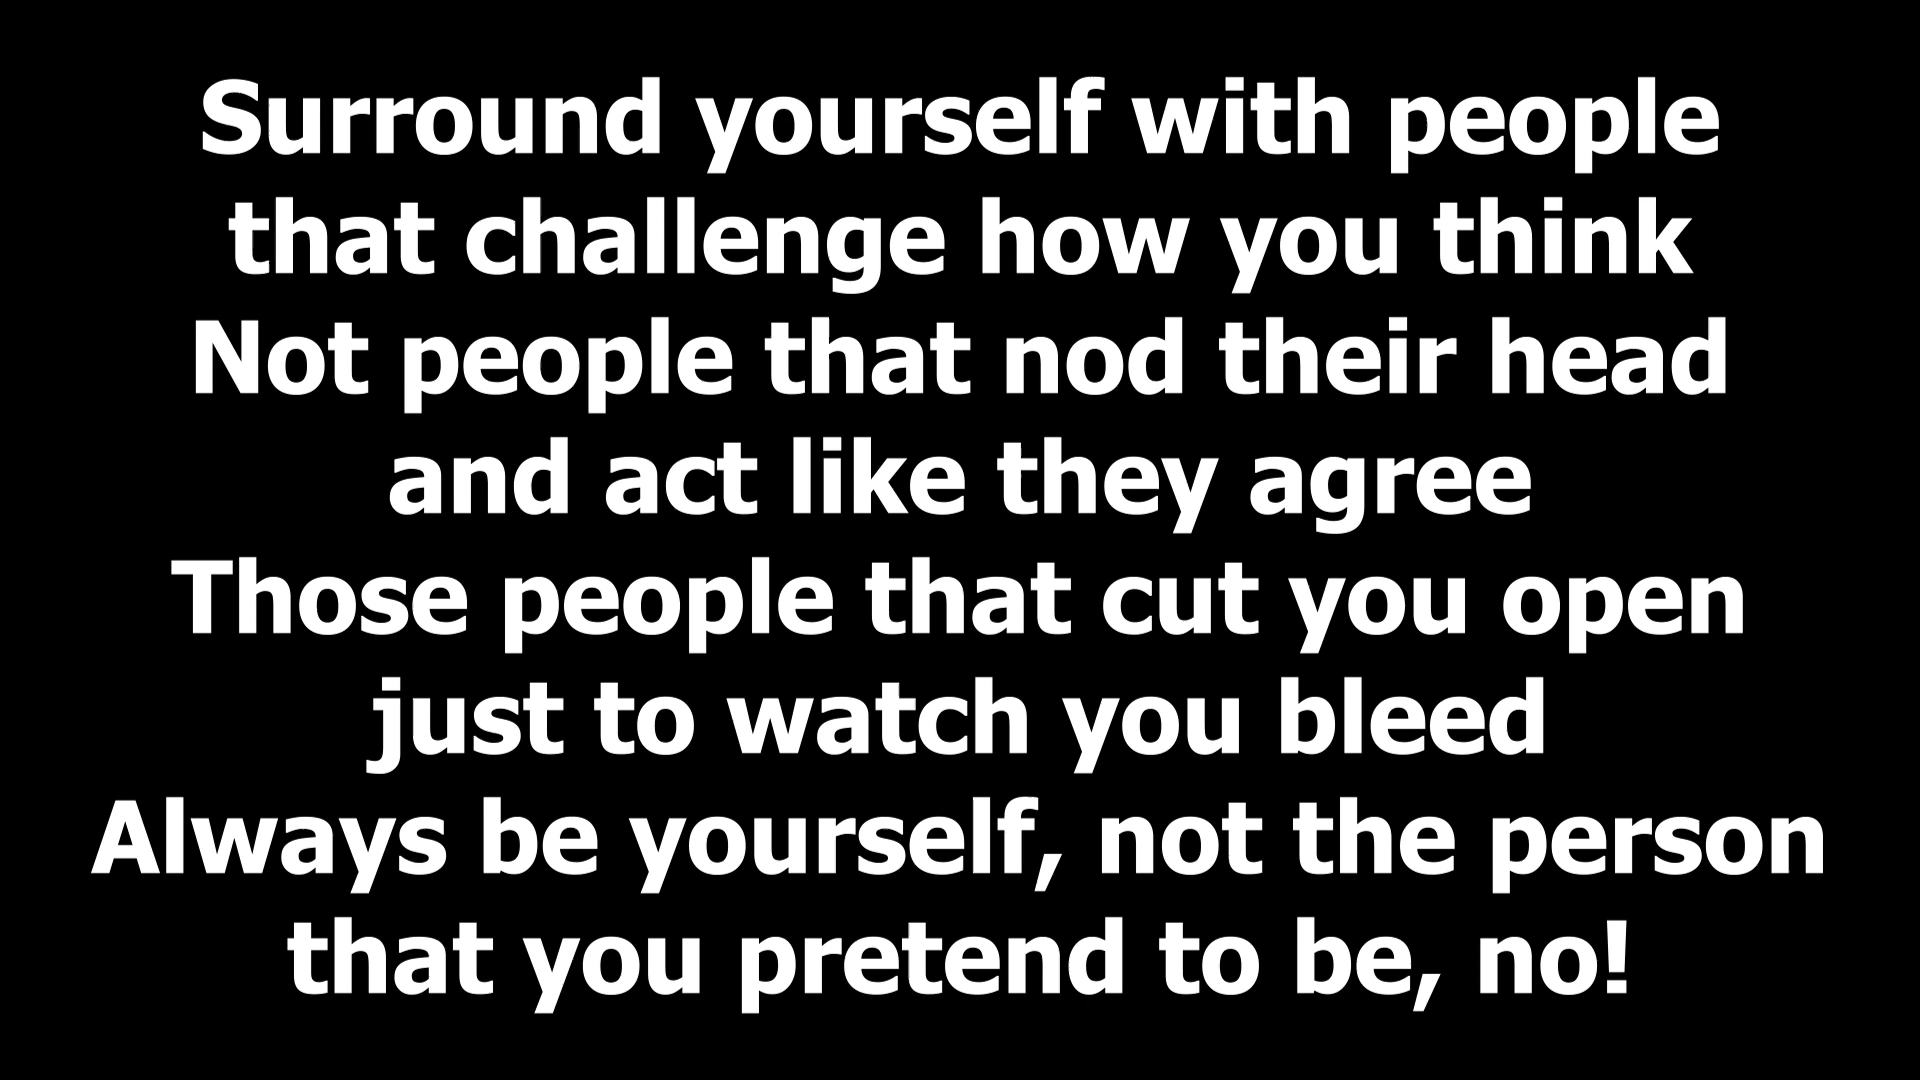 Surround yourself with people
that challenge how you think
Not people that nod their head
and act like they agree
Those people that cut you open
just to watch you bleed
Always be yourself, not the person
that you pretend to be, no!